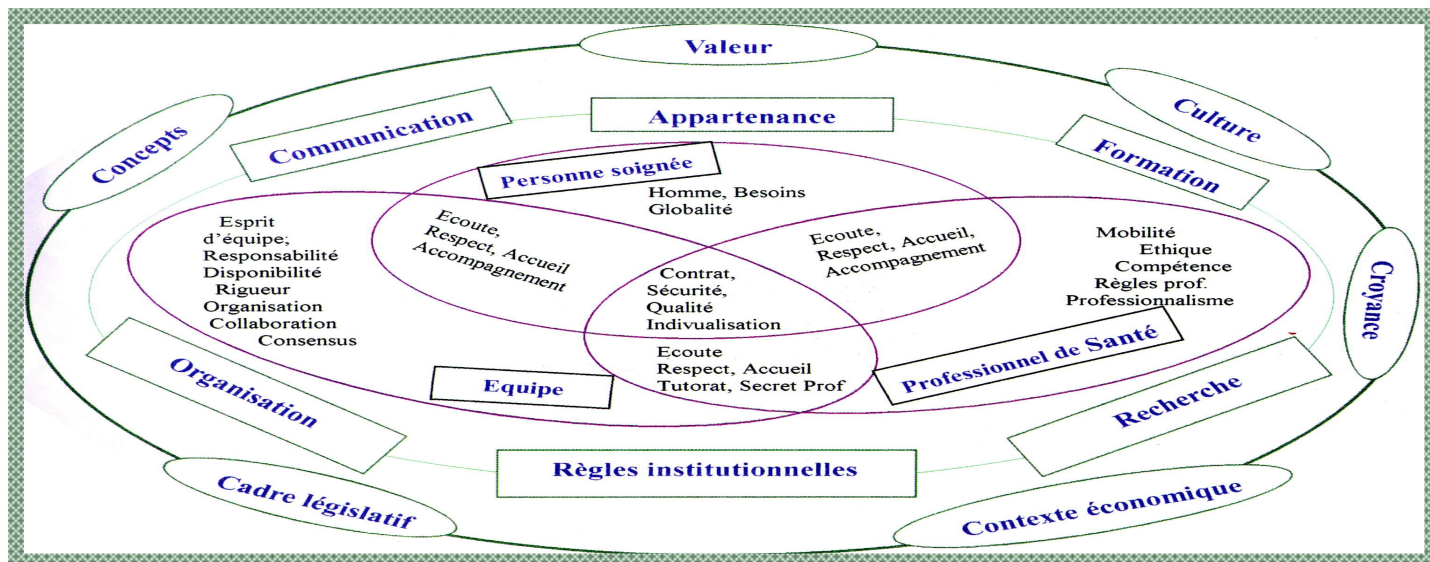 Valeur
Concepts
Communication
Appartenance
Culture
Formation
Personne soignée
Homme, Besoins
Globalité
Esprit
d'équipe;
Responsabilité
Disponibilité
Rigueur
Organisation
Collaboration
Consensus
Ecoute,
Respect, Accueil
Accompagnement
Ecoute,
Respect, Accueil,
Accompagnement
Mobilité
Ethique
Compétence
Règles prof.
Professionnalisme
Croyance
Contrat,
Sécurité,
Qualité
Indivualisation
Ecoute
Respect, Accueil
Tutorat, Secret Prof
Equipe
Professionnel de Santé
Organisation
Recherche
Règles institutionnelles
Cadre législatif
Contexte économique